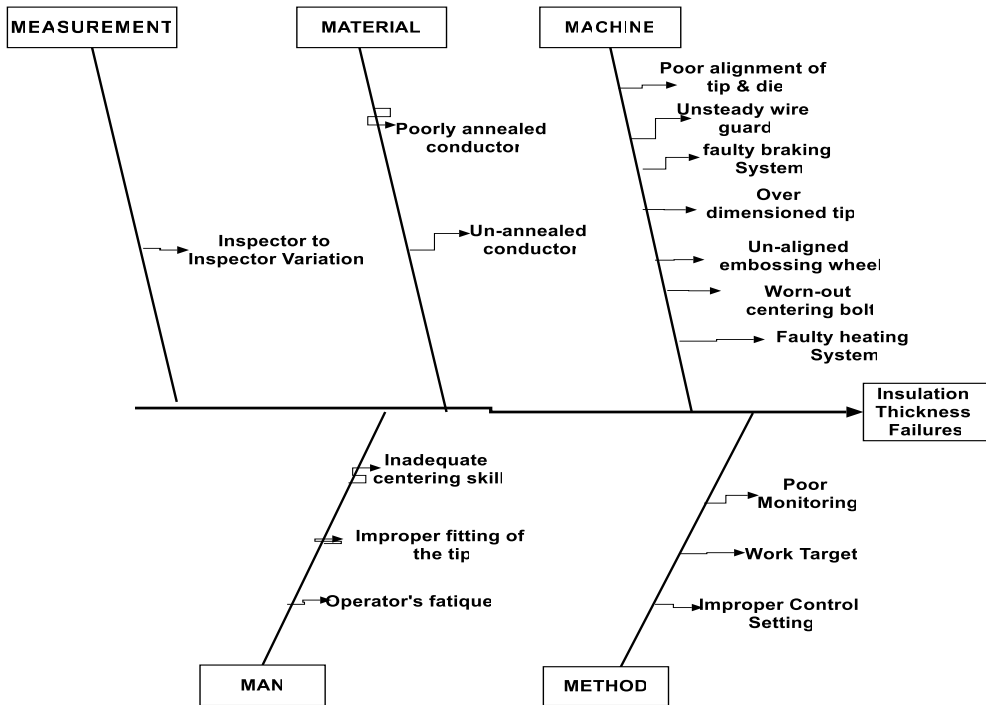 MEASUREMENT
MATERIAL
MACHINE
Poor alignment of
tip & die
Unsteady wire
guard
faulty braking
System
Over
dimensioned tip
Un-aligned
embossing wheel
Worn-out
centering bolt
Faulty heating
System
Poorly annealed
conductor
Un-annealed
conductor
Inspector to
Inspector Variation
Insulation
Thickness
Failures
Inadequate
centering skill
Improper fitting of
the tip
Operator's fatique
Poor
Monitoring
Work Target
Improper Control
Setting
MAN
METHOD